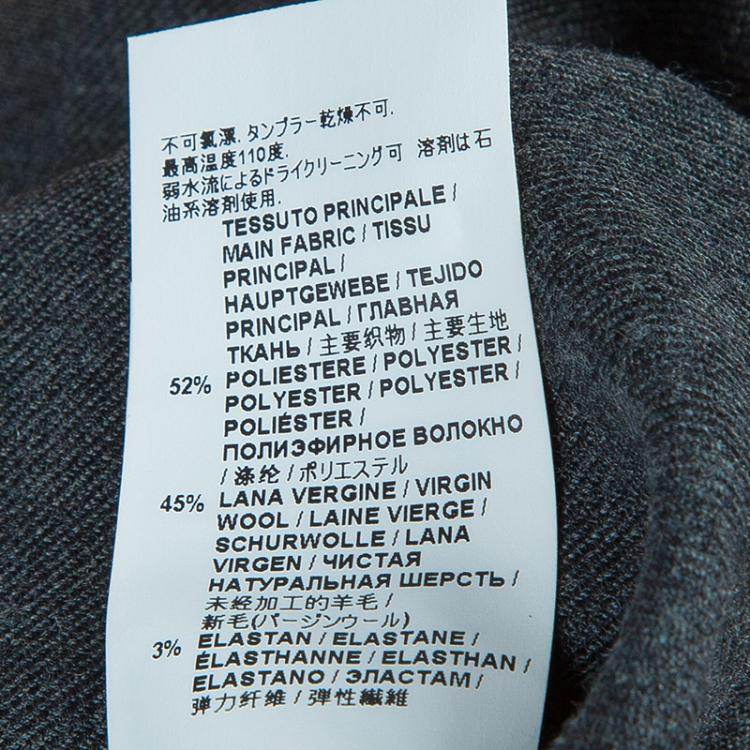 不可氯漂. タンブラー乾燥不可.
最高温度110度.
弱水流によるドライクリーニング可 溶剤は石
油系溶剤使用.
TESSUTO PRINCIPALE /
MAIN FABRIC / TISSU
PRINCIPAL /
HAUPTGEWEBE / TEJIDO
PRINCIPAL / ГЛАВНАЯ
ТКАНЬ / 主要织物 / 主要生地
52% POLIESTERE / POLYESTER /
POLYESTER / POLYESTER /
POLIÉSTER /
ПОЛИЭФИРНОЕ ВОЛОКНО
/ 涤纶 / ポリエステル
45% LANA VERGINE / VIRGIN
WOOL / LAINE VIERGE /
SCHURWOLLE / LANA
VIRGEN / ЧИСТАЯ
НАТУРАЛЬНАЯ ШЕРСТЬ /
未经加工的羊毛 /
新毛(バージンウール)
3% ELASTAN / ELASTANE /
ÉLASTHANNE / ELASTHAN /
ELASTANO / ЭЛАСТАМ /
弹力纤维 / 弾性繊維